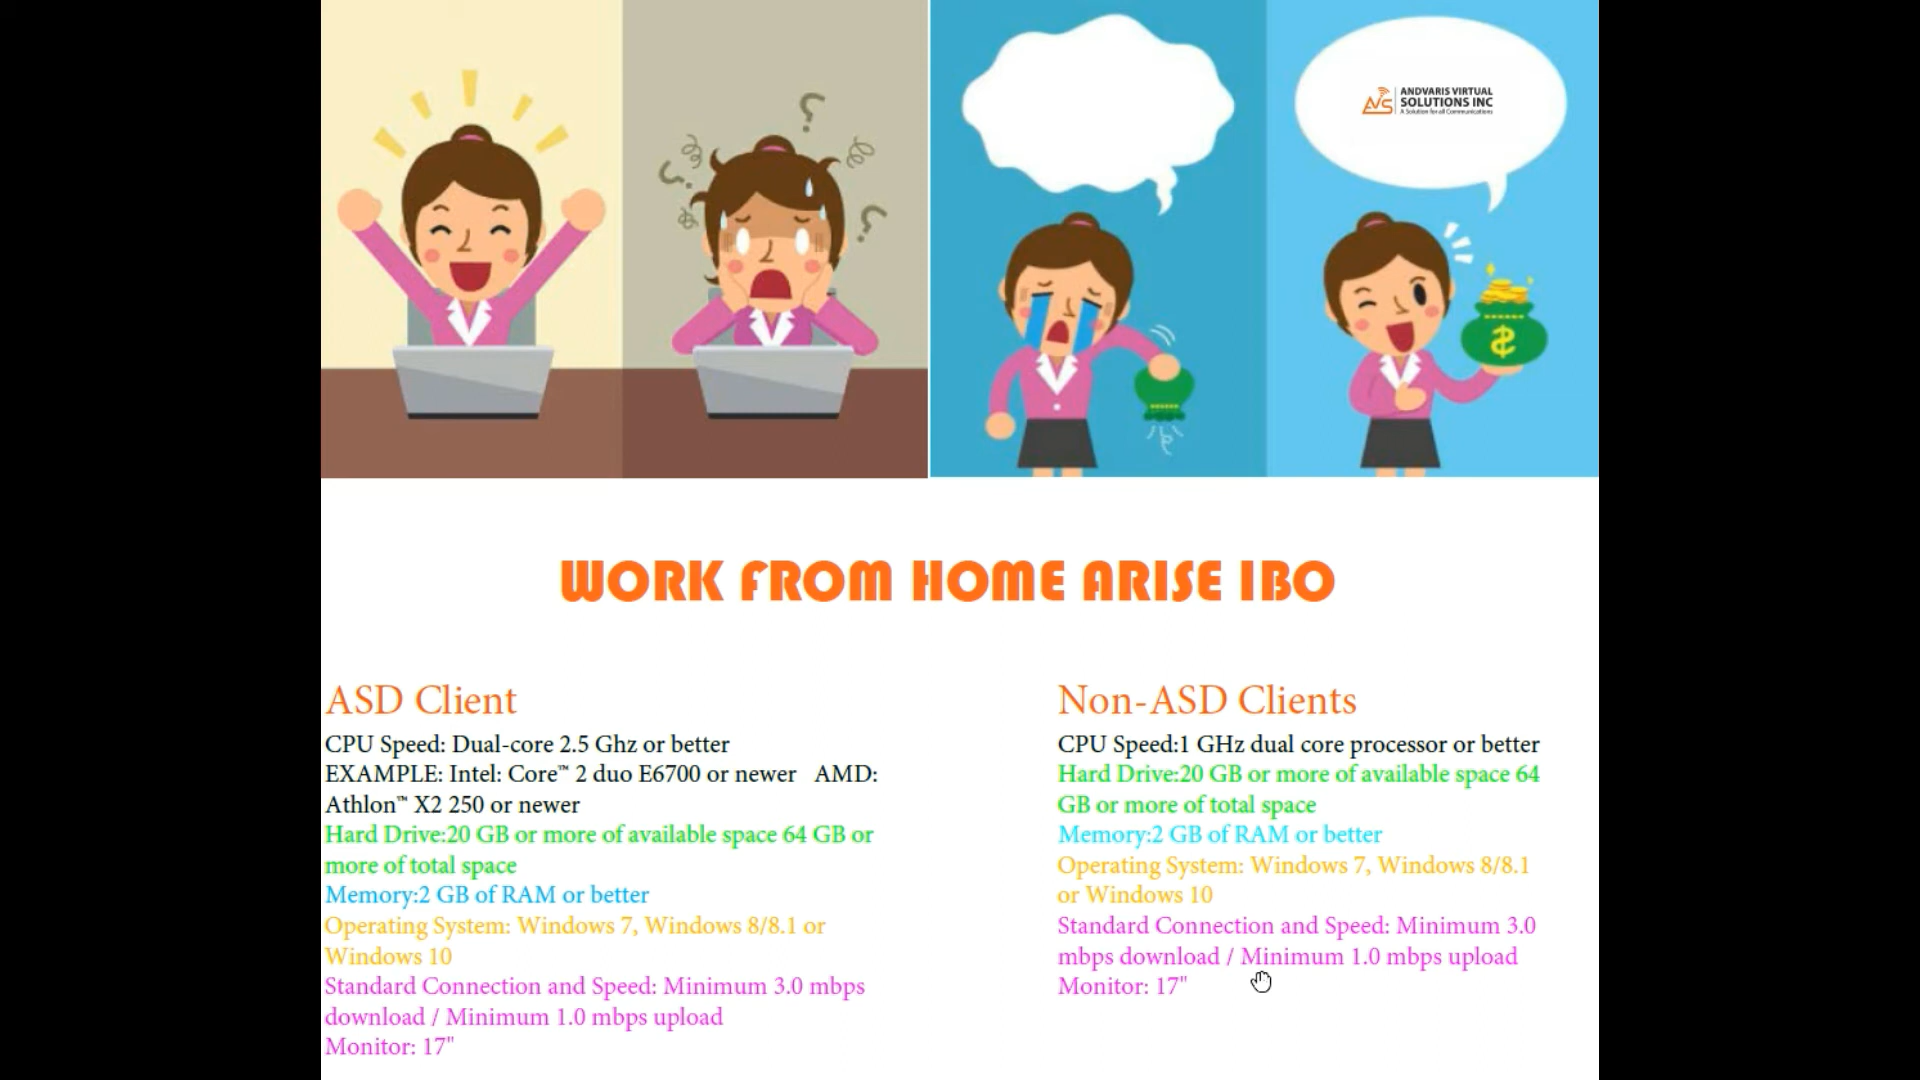 ANDVARIS VIRTUAL
SOLUTIONS INC
A Solution for all Communications
WORK FROM HOME ARISE IBO
ASD Client
CPU Speed: Dual-core 2.5 Ghz or better
EXAMPLE: Intel: Core™ 2 duo E6700 or newer AMD:
Athlon™ X2 250 or newer
Hard Drive:20 GB or more of available space 64 GB or
more of total space
Memory:2 GB of RAM or better
Operating System: Windows 7, Windows 8/8.1 or
Windows 10
Standard Connection and Speed: Minimum 3.0 mbps
download / Minimum 1.0 mbps upload
Monitor: 17"
Non-ASD Clients
CPU Speed:1 GHz dual core processor or better
Hard Drive:20 GB or more of available space 64
GB or more of total space
Memory:2 GB of RAM or better
Operating System: Windows 7, Windows 8/8.1
or Windows 10
Standard Connection and Speed: Minimum 3.0
mbps download / Minimum 1.0 mbps upload
Monitor: 17"